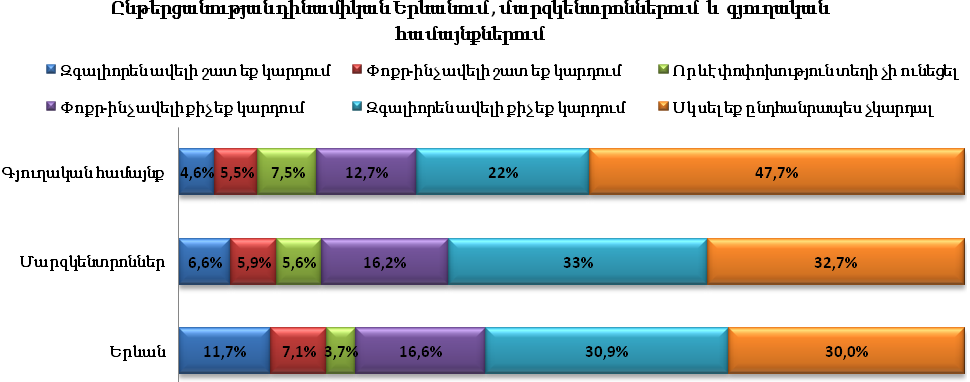 Ընթերցանության դինամիկան Երևանում, մարզկենտրոններում և գյուղական
համայնքներում
Զգալիորեն ավելի շատ եք կարդում Փոքր-ինչ ավելի շատ եք կարդում Որևէ փոփոխություն տեղի չի ունեցել
Փոքր-ինչ ավելի քիչ եք կարդում Զգալիորեն ավելի քիչ եք կարդում Սկսել եք ընդհանրապես չկարդալ
Գյուղական համայնք 4,6% 5,5% 7,5% 12,7% 22% 47,7%
Մարզկենտրոններ 6,6% 5,9% 5,6% 16,2% 33% 32,7%
Երևան 11,7% 7,1% 3,7% 16,6% 30,9% 30,0%